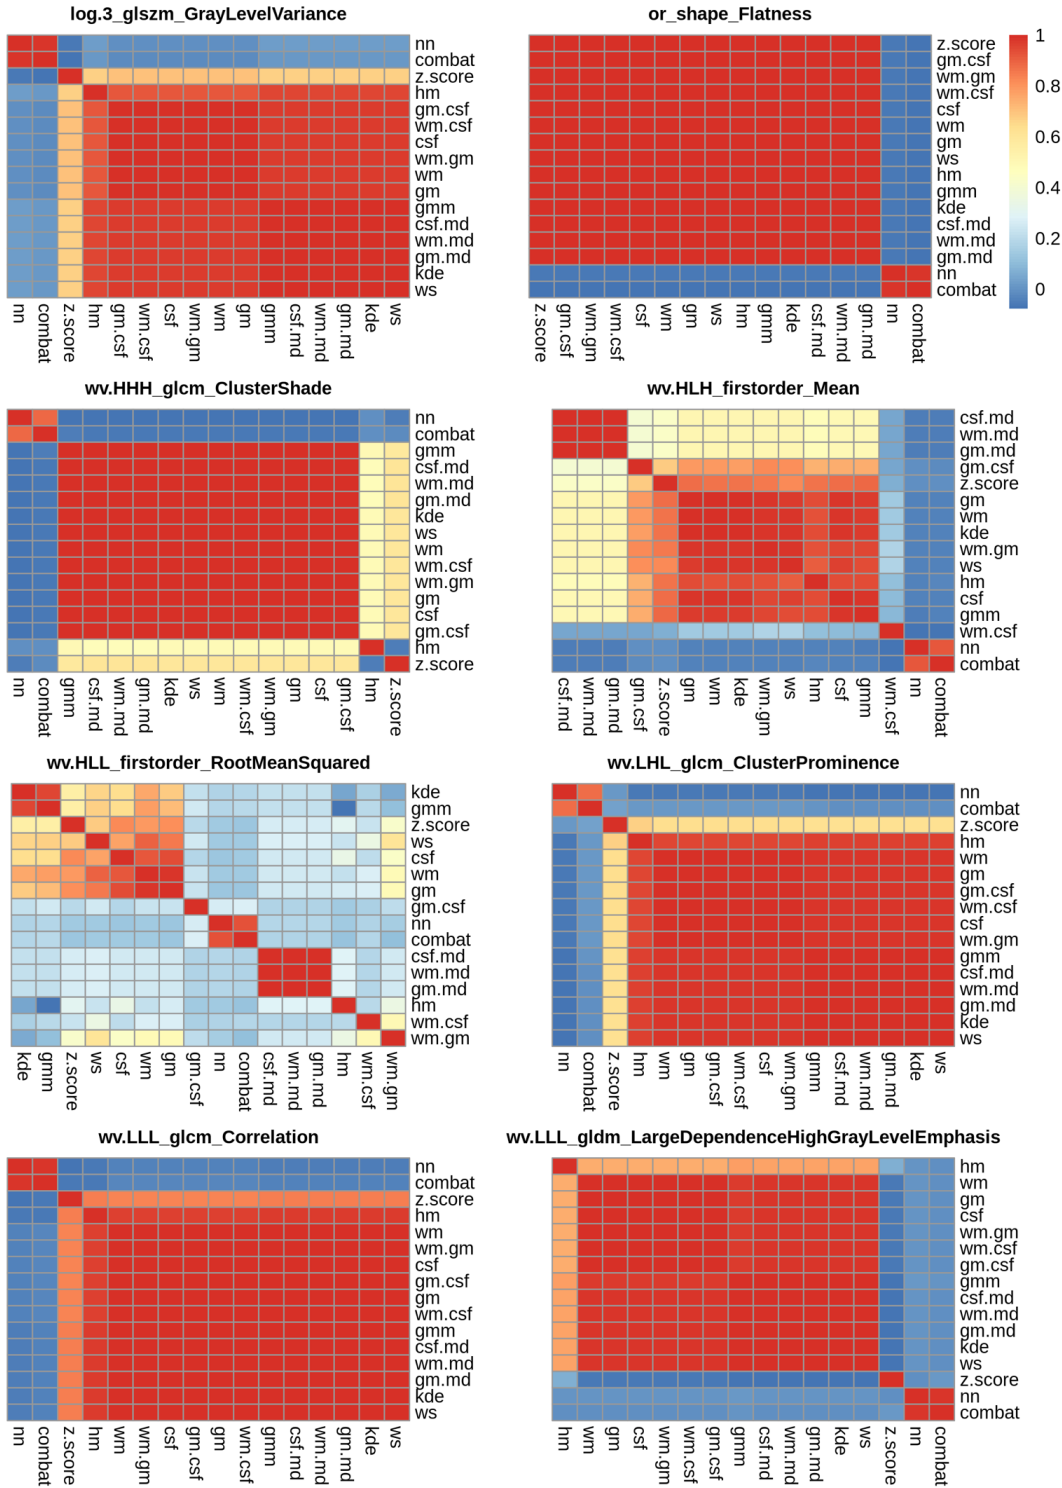 log.3_glszm_GrayLevelVariance
nn
combat
z.score
hm
gm.csf
wm.csf
csf
wm.gm
wm
gm
gmm
csf.md
wm.md
gm.md
kde
ws
nn
combat
z.score
hm
gm.csf
wm.csf
csf
wm.gm
wm
gm
gmm
csf.md
wm.md
gm.md
kde
ws
or_shape_Flatness
z.score
gm.csf
wm.gm
wm.csf
csf
wm
gm
ws
hm
gmm
kde
csf.md
wm.md
gm.md
nn
combat
z.score
gm.csf
wm.gm
wm.csf
csf
wm
gm
ws
hm
gmm
kde
csf.md
wm.md
gm.md
nn
combat
1
0.8
0.6
0.4
0.2
0
wv.HHH_glcm_ClusterShade
nn
combat
gmm
csf.md
wm.md
gm.md
kde
ws
wm
wm.csf
wm.gm
gm
csf
gm.csf
hm
z.score
nn
combat
gmm
csf.md
wm.md
gm.md
kde
ws
wm
wm.csf
wm.gm
gm
csf
gm.csf
hm
z.score
wv.HLH_firstorder_Mean
csf.md
wm.md
gm.md
gm.csf
z.score
gm
wm
kde
wm.gm
ws
hm
csf
gmm
wm.csf
nn
combat
csf.md
wm.md
gm.md
gm.csf
z.score
gm
wm
kde
wm.gm
ws
hm
csf
gmm
wm.csf
nn
combat
wv.HLL_firstorder_RootMeanSquared
kde
gmm
z.score
ws
csf
wm
gm
gm.csf
nn
combat
csf.md
wm.md
gm.md
hm
wm.csf
wm.gm
kde
gmm
z.score
ws
csf
wm
gm
gm.csf
nn
combat
csf.md
wm.md
gm.md
hm
wm.csf
wm.gm
wv.LHL_glcm_ClusterProminence
nn
combat
z.score
hm
wm
gm
gm.csf
wm.csf
csf
wm.gm
gmm
csf.md
wm.md
gm.md
kde
ws
nn
combat
z.score
hm
wm
gm
gm.csf
wm.csf
csf
wm.gm
gmm
csf.md
wm.md
gm.md
kde
ws
wv.LLL_glcm_Correlation
nn
combat
z.score
hm
wm
wm.gm
csf
gm.csf
gm
wm.csf
gmm
csf.md
wm.md
gm.md
kde
ws
nn
combat
z.score
hm
wm
wm.gm
csf
gm.csf
gm
wm.csf
gmm
csf.md
wm.md
gm.md
kde
ws
wv.LLL_gldm_LargeDependenceHighGrayLevelEmphasis
hm
wm
gm
csf
wm.gm
wm.csf
gm.csf
gmm
csf.md
wm.md
gm.md
kde
ws
z.score
nn
combat
hm
wm
gm
csf
wm.gm
wm.csf
gm.csf
gmm
csf.md
wm.md
gm.md
kde
ws
z.score
nn
combat